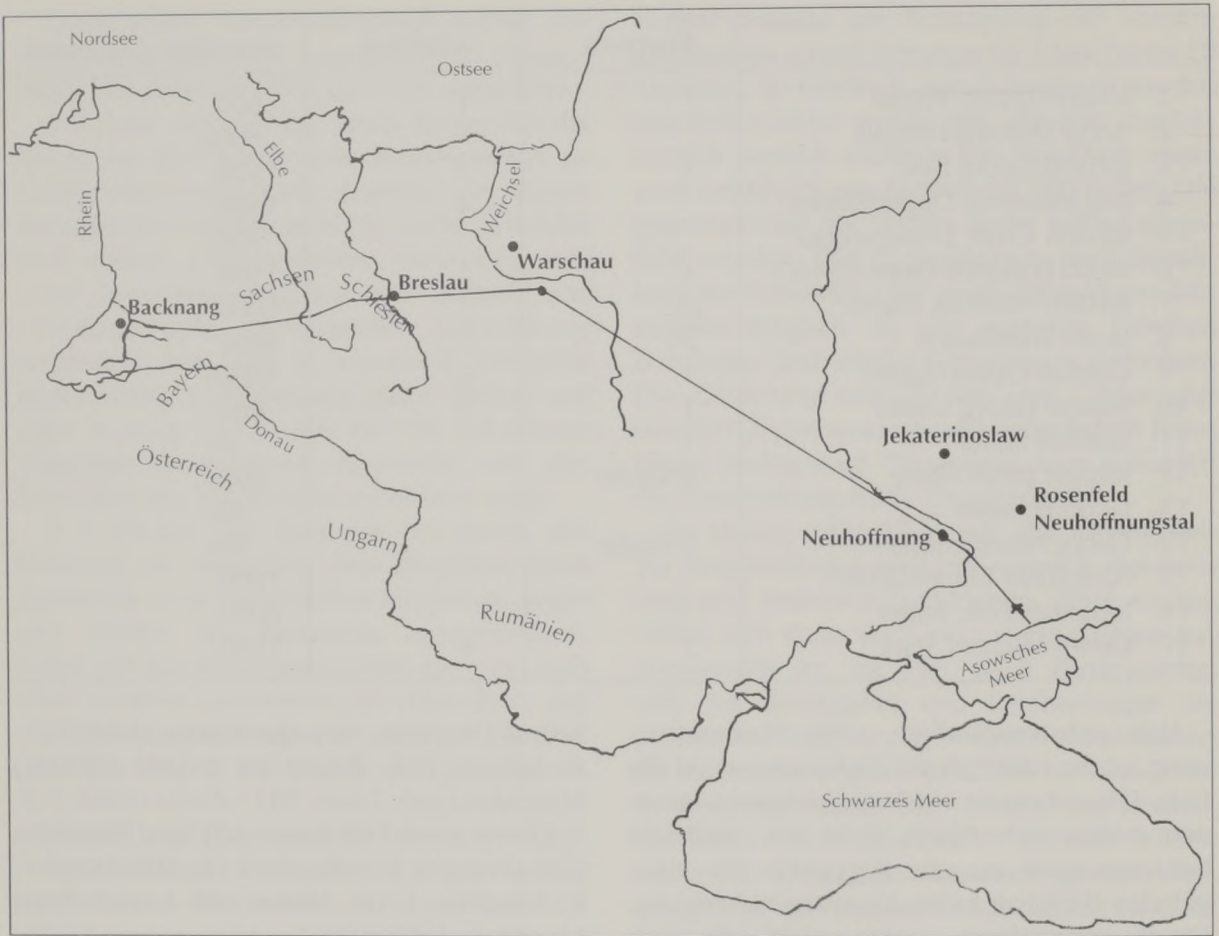 Nordsee
Ostsee
Elbe
Rhein
Weichsel
Warschau
Sachsen
Schlesien
Breslau
Backnang
Bayern
Donau
Österreich
Jekaterinoslaw
Rosenfeld
Neuhoffnungstal
Ungarn
Neuhoffnung
Rumänien
Asowsches
Meer
Schwarzes Meer